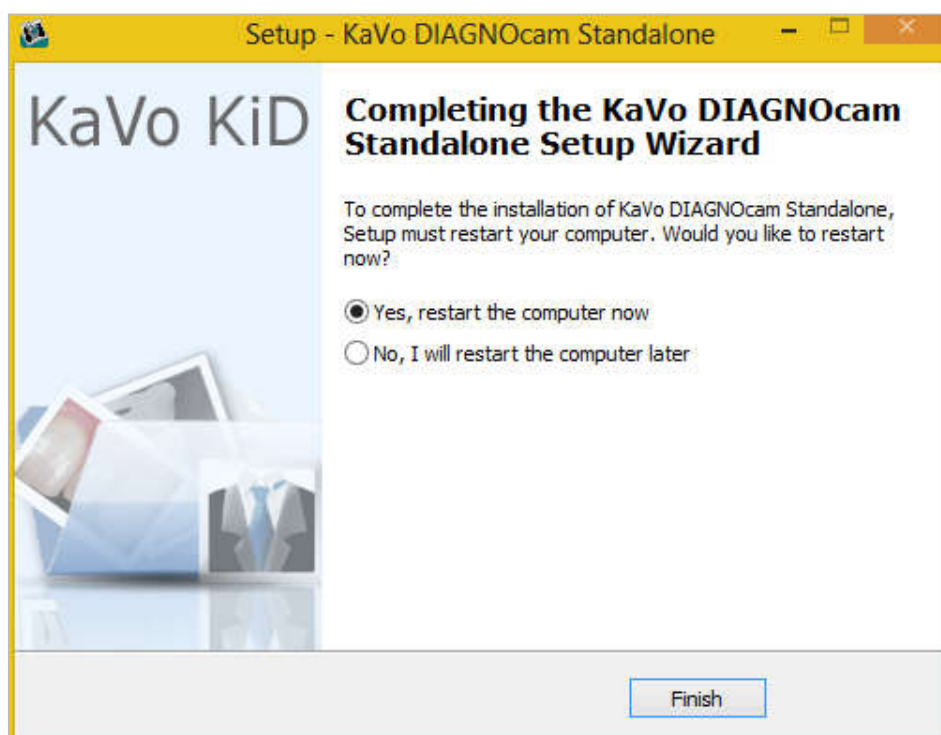 Setup - KaVo DIAGNOcam Standalone
KaVo KiD
Completing the KaVo DIAGNOcam
Standalone Setup Wizard
To complete the installation of KaVo DIAGNOcam Standalone,
Setup must restart your computer. Would you like to restart
now?
Yes, restart the computer now
No, I will restart the computer later
Finish